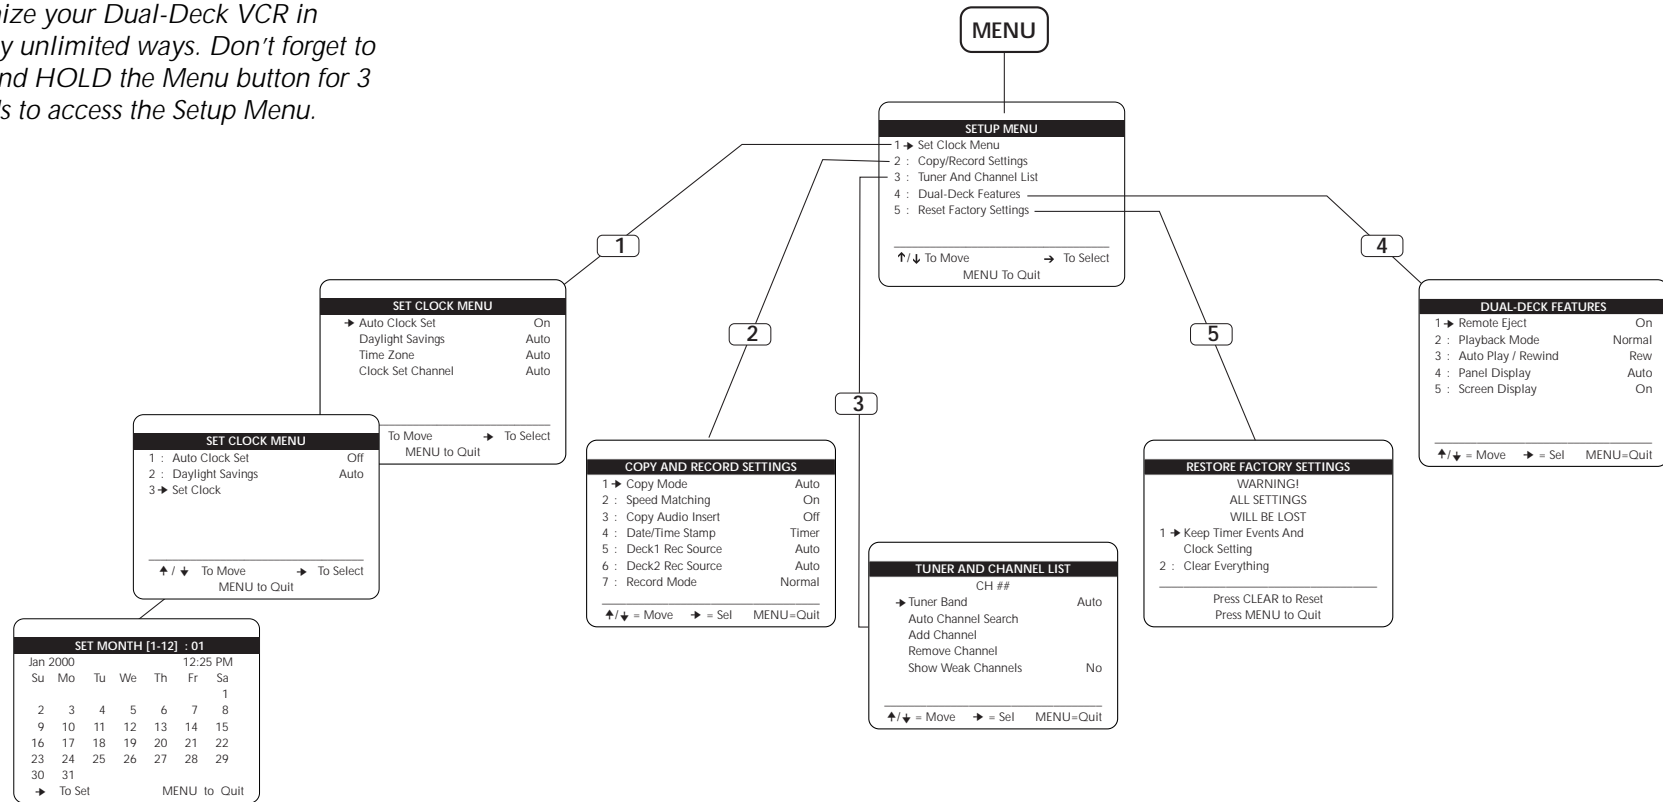 ize your Dual-Deck VCR in
y unlimited ways. Don't forget to
nd HOLD the Menu button for 3
s to access the Setup Menu.
MENU
SETUP MENU
1 → Set Clock Menu
2 : Copy/Record Settings
3 : Tuner And Channel List
4 : Dual-Deck Features
5 : Reset Factory Settings
↑/↓ To Move → To Select
MENU To Quit
1
2
3
4
5
SET CLOCK MENU
→ Auto Clock Set On
Daylight Savings Auto
Time Zone Auto
Clock Set Channel Auto
To Move → To Select
MENU to Quit
SET CLOCK MENU
1 : Auto Clock Set Off
2 : Daylight Savings Auto
3 → Set Clock
↑ / ↓ To Move → To Select
MENU to Quit
SET MONTH [1-12] : 01
Jan 2000 12:25 PM
Su Mo Tu We Th Fr Sa
1
2 3 4 5 6 7 8
9 10 11 12 13 14 15
16 17 18 19 20 21 22
23 24 25 26 27 28 29
30 31
→ To Set MENU to Quit
COPY AND RECORD SETTINGS
1 → Copy Mode Auto
2 : Speed Matching On
3 : Copy Audio Insert Off
4 : Date/Time Stamp Timer
5 : Deck1 Rec Source Auto
6 : Deck2 Rec Source Auto
7 : Record Mode Normal
↑/↓ = Move → = Sel MENU=Quit
TUNER AND CHANNEL LIST
CH ##
→ Tuner Band Auto
Auto Channel Search
Add Channel
Remove Channel
Show Weak Channels No
↑/↓ = Move → = Sel MENU=Quit
RESTORE FACTORY SETTINGS
WARNING!
ALL SETTINGS
WILL BE LOST
1 → Keep Timer Events And
Clock Setting
2 : Clear Everything
Press CLEAR to Reset
Press MENU to Quit
DUAL-DECK FEATURES
1 → Remote Eject On
2 : Playback Mode Normal
3 : Auto Play / Rewind Rew
4 : Panel Display Auto
5 : Screen Display On
↑/↓ = Move → = Sel MENU=Quit